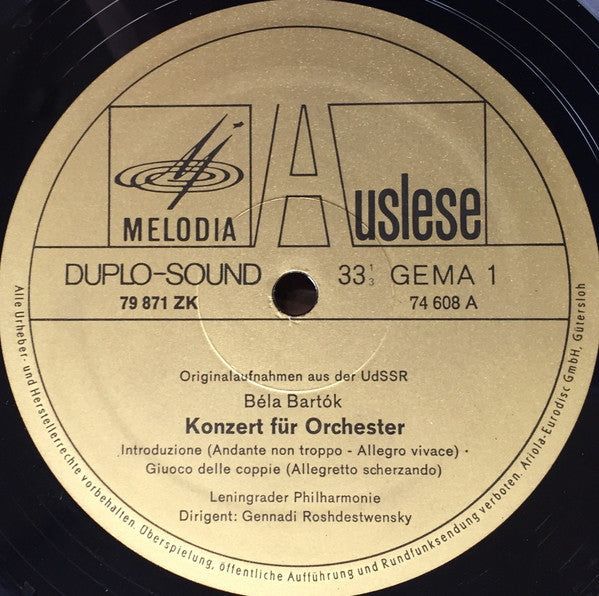 Auslese
MELODIA
DUPLO-SOUND 33 1/3 GEMA 1
79 871 ZK 74 608 A
Originalaufnahmen aus der UdSSR
Béla Bartók
Konzert für Orchester
Introduzione (Andante non troppo - Allegro vivace) ·
Giuoco delle coppie (Allegretto scherzando)
Leningrader Philharmonie
Dirigent: Gennadi Roshdestwensky
Alle Urheber- und Herstellerrechte vorbehalten. Überspielung, öffentliche Aufführung und Rundfunksendung verboten. Ariola-Eurodisc GmbH, Gütersloh